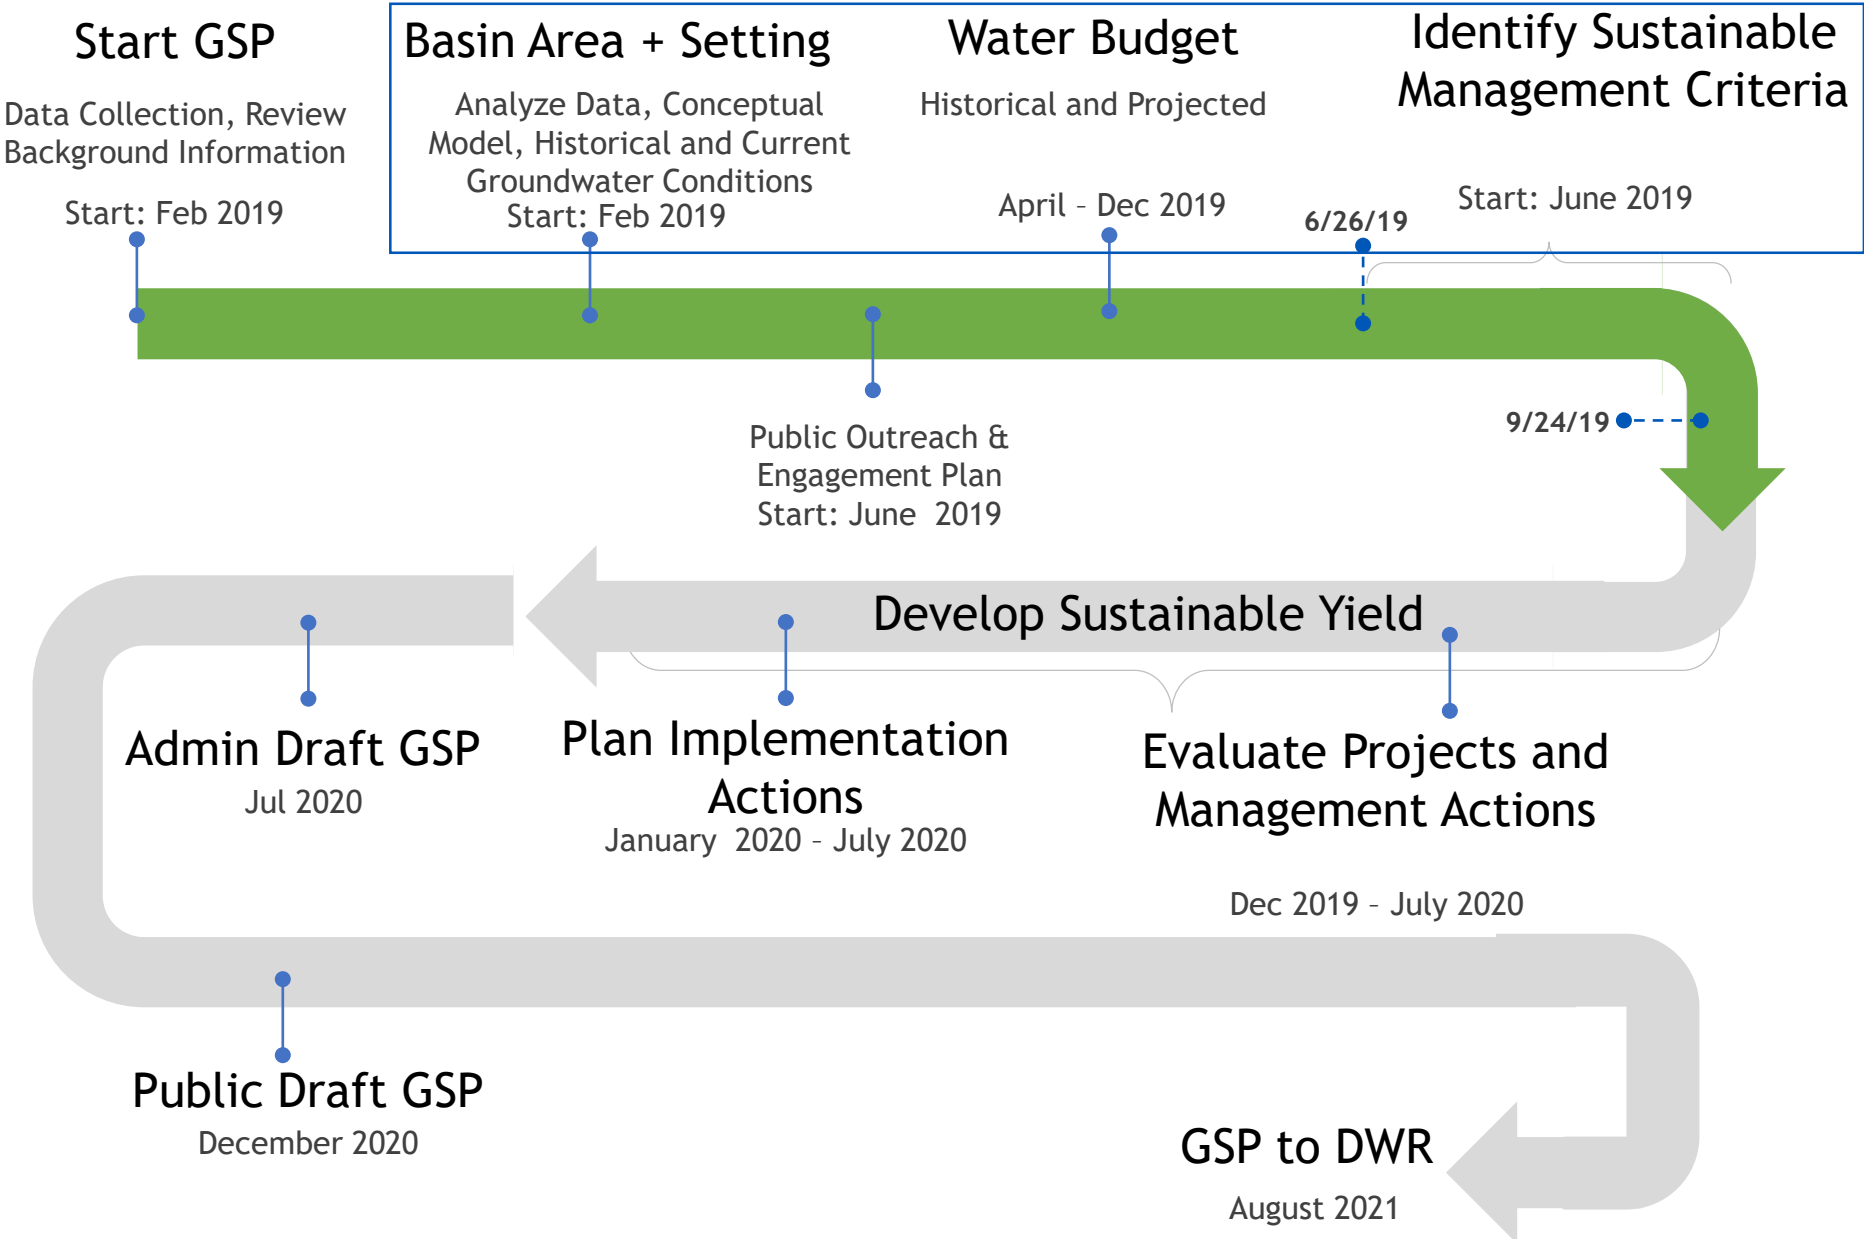 Start GSP
Data Collection, Review
Background Information
Start: Feb 2019
Basin Area + Setting
Analyze Data, Conceptual
Model, Historical and Current
Groundwater Conditions
Start: Feb 2019
Water Budget
Historical and Projected
April – Dec 2019
6/26/19
Identify Sustainable
Management Criteria
Start: June 2019
Public Outreach &
Engagement Plan
Start: June 2019
9/24/19
Develop Sustainable Yield
Admin Draft GSP
Jul 2020
Plan Implementation
Actions
January 2020 – July 2020
Evaluate Projects and
Management Actions
Dec 2019 – July 2020
Public Draft GSP
December 2020
GSP to DWR
August 2021